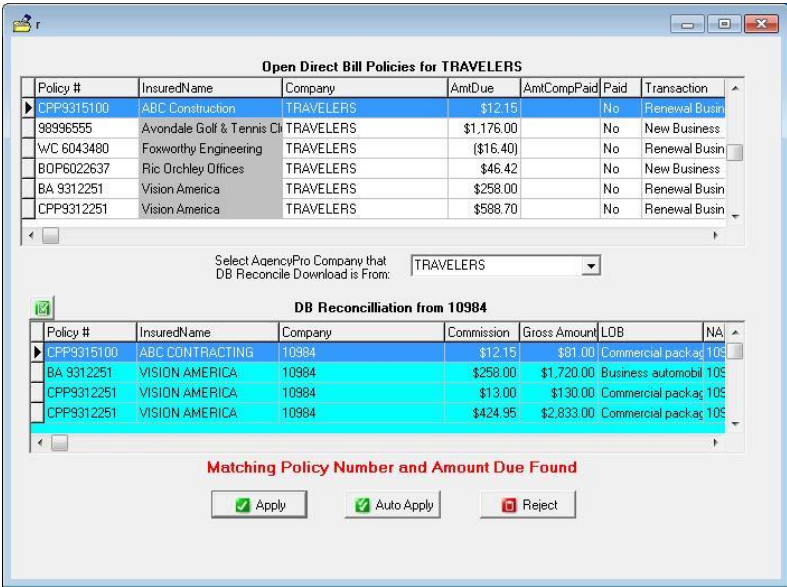 r
Open Direct Bill Policies for TRAVELERS
Policy # InsuredName Company AmtDue AmtCompPaid Paid Transaction
CPP9315100 ABC Construction TRAVELERS $12.15 No Renewal Busin
98996555 Avondale Golf & Tennis Cl TRAVELERS $1,176.00 No New Business
WC 6043480 Foxworthy Engineering TRAVELERS ($16.40) No Renewal Busin
BOP6022637 Ric Orchley Offices TRAVELERS $46.42 No New Business
BA 9312251 Vision America TRAVELERS $258.00 No Renewal Busin
CPP9312251 Vision America TRAVELERS $588.70 No Renewal Busin
Select AgencyPro Company that
DB Reconcile Download is From: TRAVELERS
DB Reconcilliation from 10984
Policy # InsuredName Company Commission Gross Amount LOB NA
CPP9315100 ABC CONTRACTING 10984 $12.15 $81.00 Commercial packag 109
BA 9312251 VISION AMERICA 10984 $258.00 $1,720.00 Business automobil 109
CPP9312251 VISION AMERICA 10984 $13.00 $130.00 Commercial packag 109
CPP9312251 VISION AMERICA 10984 $424.95 $2,833.00 Commercial packag 109
Matching Policy Number and Amount Due Found
Apply Auto Apply Reject